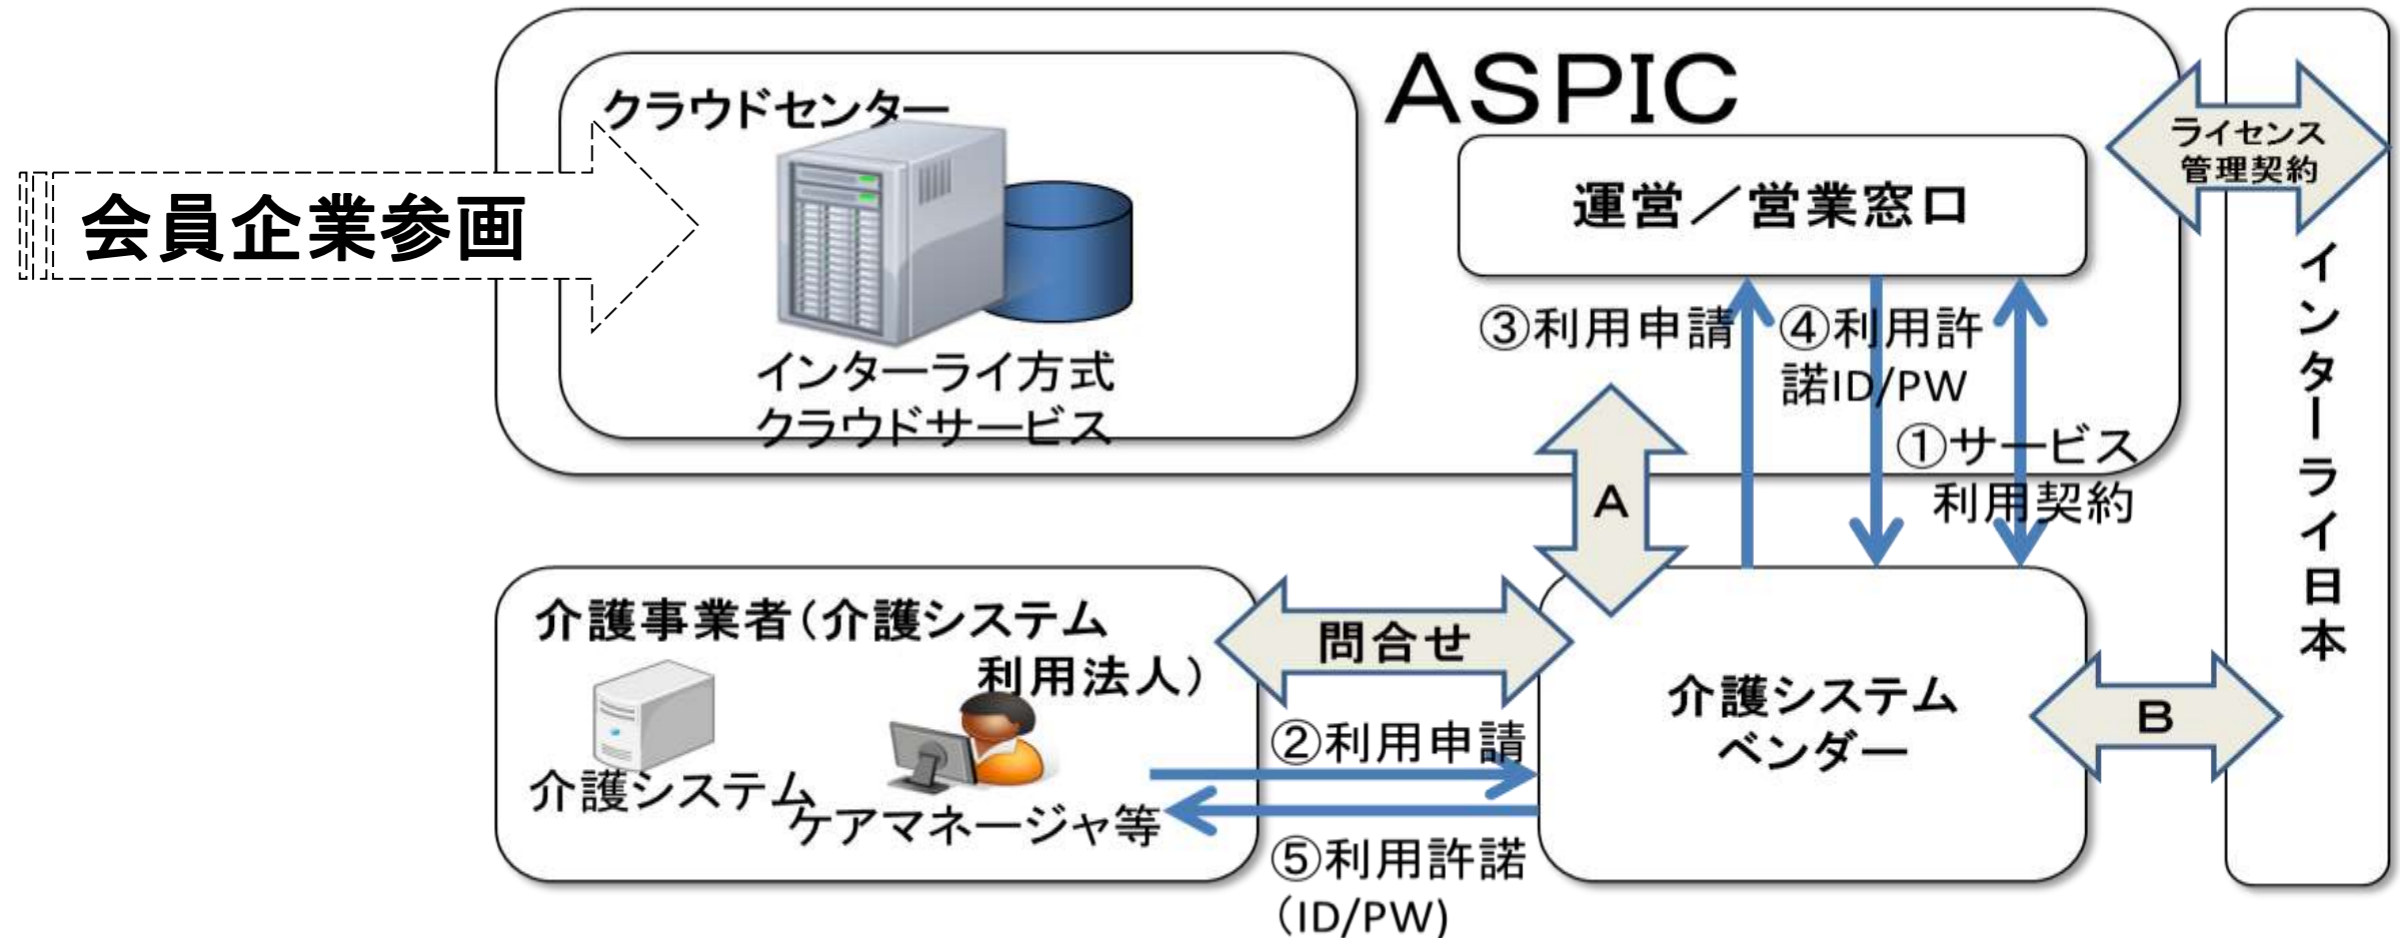 ASPIC
クラウドセンター
会員企業参画
インターライ方式
クラウドサービス
運営／営業窓口
ライセンス
管理契約
インターライ日本
③利用申請
④利用許
諾ID/PW
①サービス
利用契約
A
介護事業者（介護システム
利用法人）
介護システム
ケアマネージャ等
問合せ
②利用申請
⑤利用許諾
（ID/PW)
介護システム
ベンダー
B